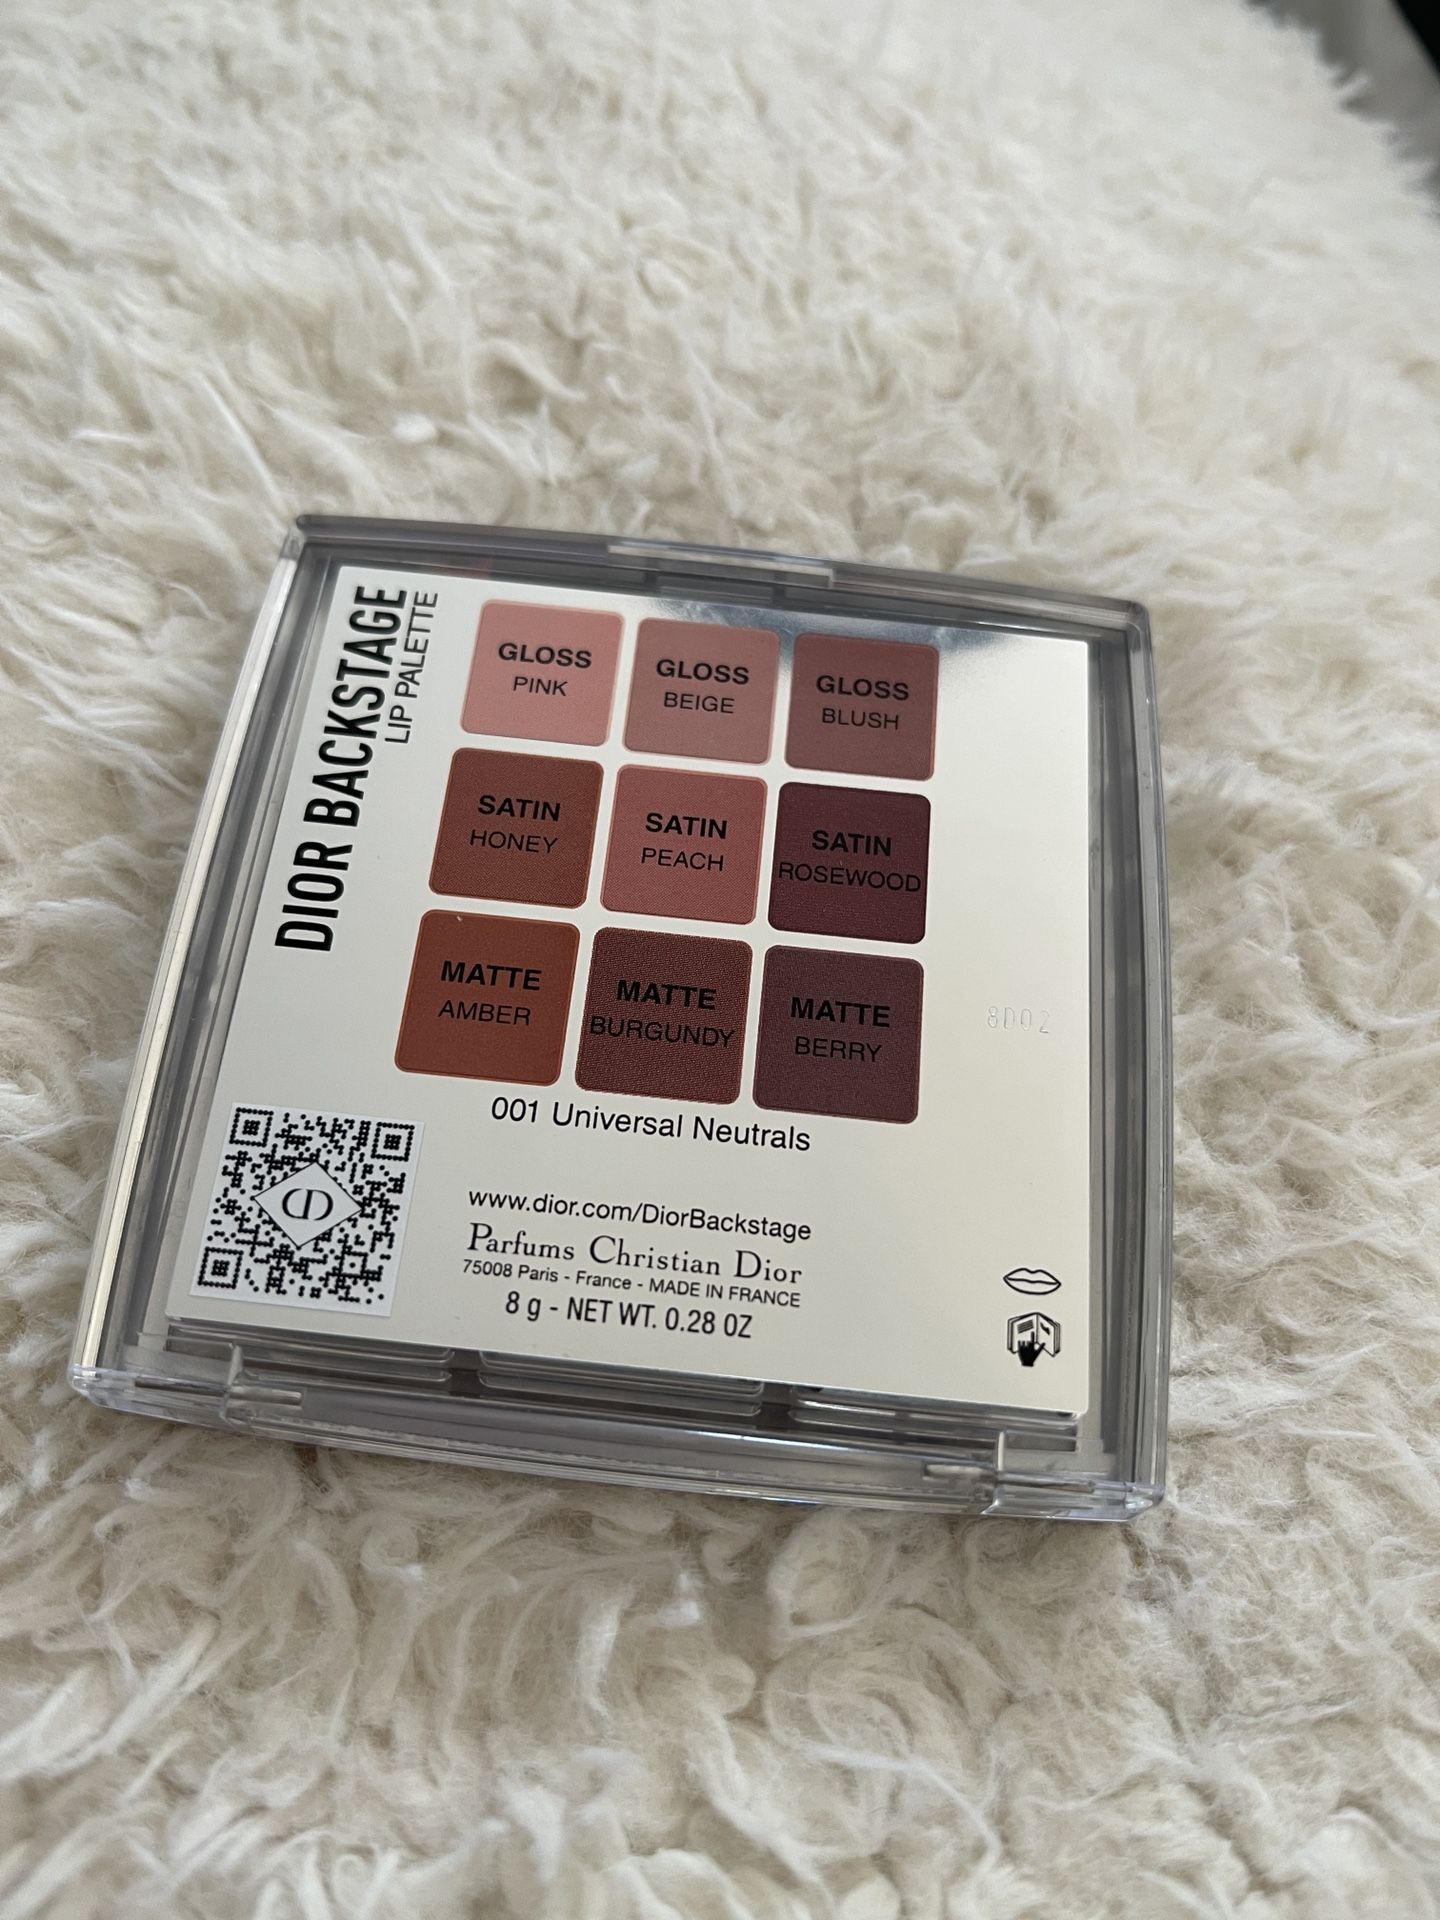 DIOR BACKSTAGE
LIP PALETTE
GLOSS
PINK
GLOSS
BEIGE
GLOSS
BLUSH
SATIN
HONEY
SATIN
PEACH
SATIN
ROSEWOOD
MATTE
AMBER
MATTE
BURGUNDY
MATTE
BERRY
8D02
001 Universal Neutrals
CD
www.dior.com/DiorBackstage
Parfums Christian Dior
75008 Paris - France - MADE IN FRANCE
8 g - NET WT. 0.28 OZ